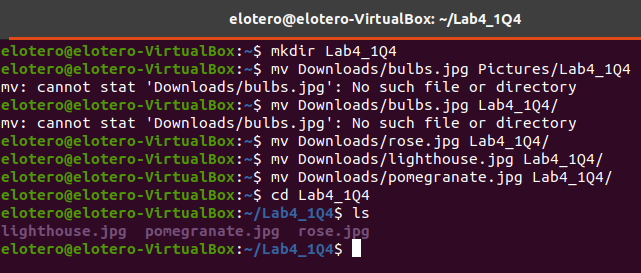 elotero@elotero-VirtualBox: ~/Lab4_1Q4
elotero@elotero-VirtualBox:~$ mkdir Lab4_1Q4
elotero@elotero-VirtualBox:~$ mv Downloads/bulbs.jpg Pictures/Lab4_1Q4
mv: cannot stat 'Downloads/bulbs.jpg': No such file or directory
elotero@elotero-VirtualBox:~$ mv Downloads/bulbs.jpg Lab4_1Q4/
mv: cannot stat 'Downloads/bulbs.jpg': No such file or directory
elotero@elotero-VirtualBox:~$ mv Downloads/rose.jpg Lab4_1Q4/
elotero@elotero-VirtualBox:~$ mv Downloads/lighthouse.jpg Lab4_1Q4/
elotero@elotero-VirtualBox:~$ mv Downloads/pomegranate.jpg Lab4_1Q4/
elotero@elotero-VirtualBox:~$ cd Lab4_1Q4
elotero@elotero-VirtualBox:~/Lab4_1Q4$ ls
lighthouse.jpg  pomegranate.jpg  rose.jpg
elotero@elotero-VirtualBox:~/Lab4_1Q4$